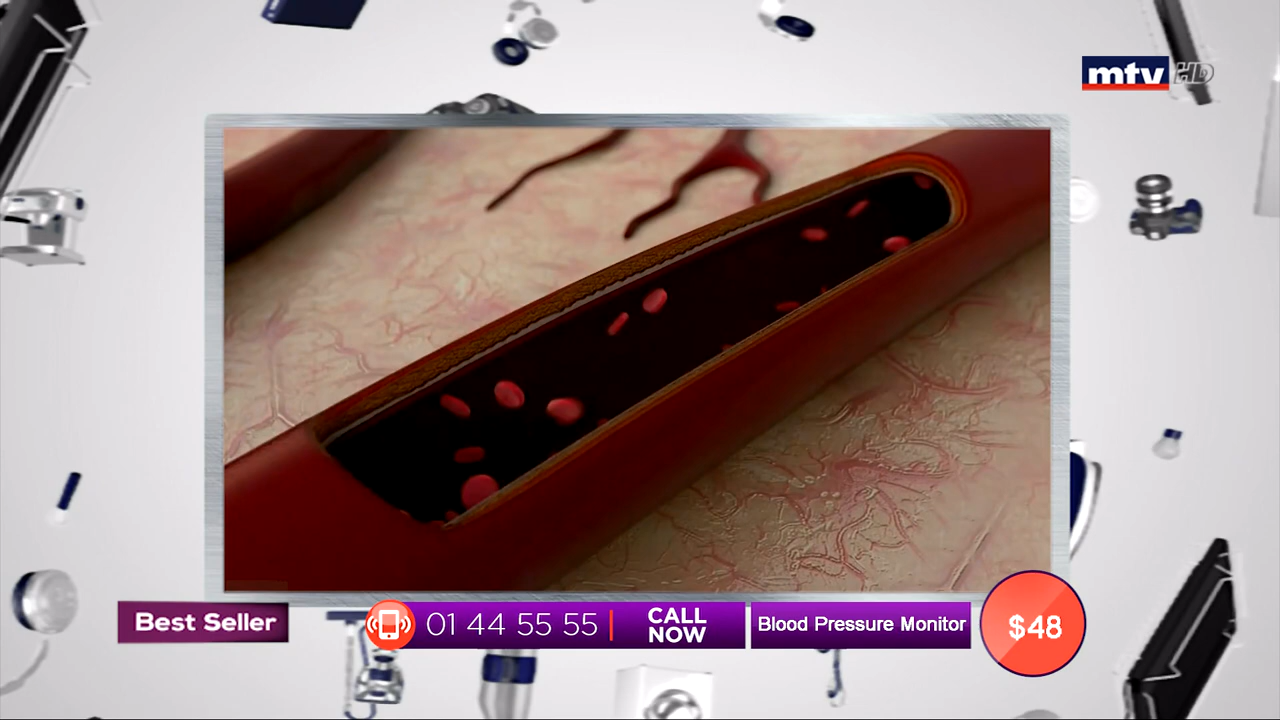 mtv HD
Best Seller
01 44 55 55
CALL
NOW
Blood Pressure Monitor
$48